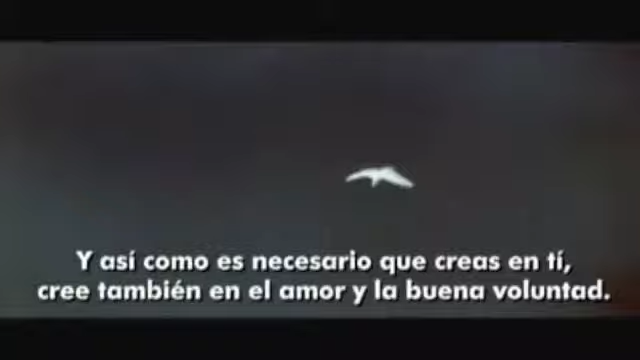 Y así como es necesario que creas en tí,
cree también en el amor y la buena voluntad.